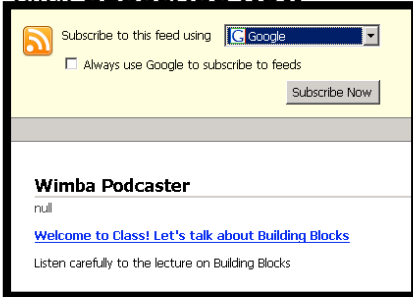 Subscribe to this feed using Google
Always use Google to subscribe to feeds
Subscribe Now
Wimba Podcaster
null
Welcome to Class! Let's talk about Building Blocks
Listen carefully to the lecture on Building Blocks